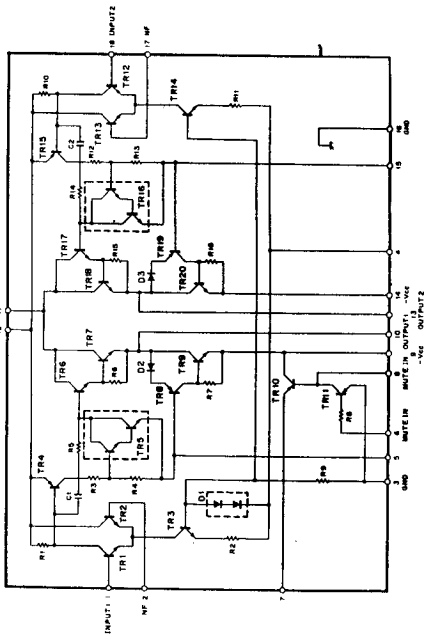 INPUT1 1
NF 2
R1
TR1
TR2
C1
TR4
R5
R3
R4
TR5
TR3
D1
R2
7
TR6
TR7
R6
D2
TR8
TR9
R7
TR10
TR11
R8
R9
TR17
TR18
R15
D3
TR19
TR20
R16
TR15
R10
C2
R14
R12
R13
TR16
TR13
TR12
TR14
R11
18 INPUT2
17 NF
3
GND
5
6
MUTE IN
8
MUTE IN OUTPUT1 -Vcc
9 13
-Vcc OUTPUT2
10
14
4
15
16
GND